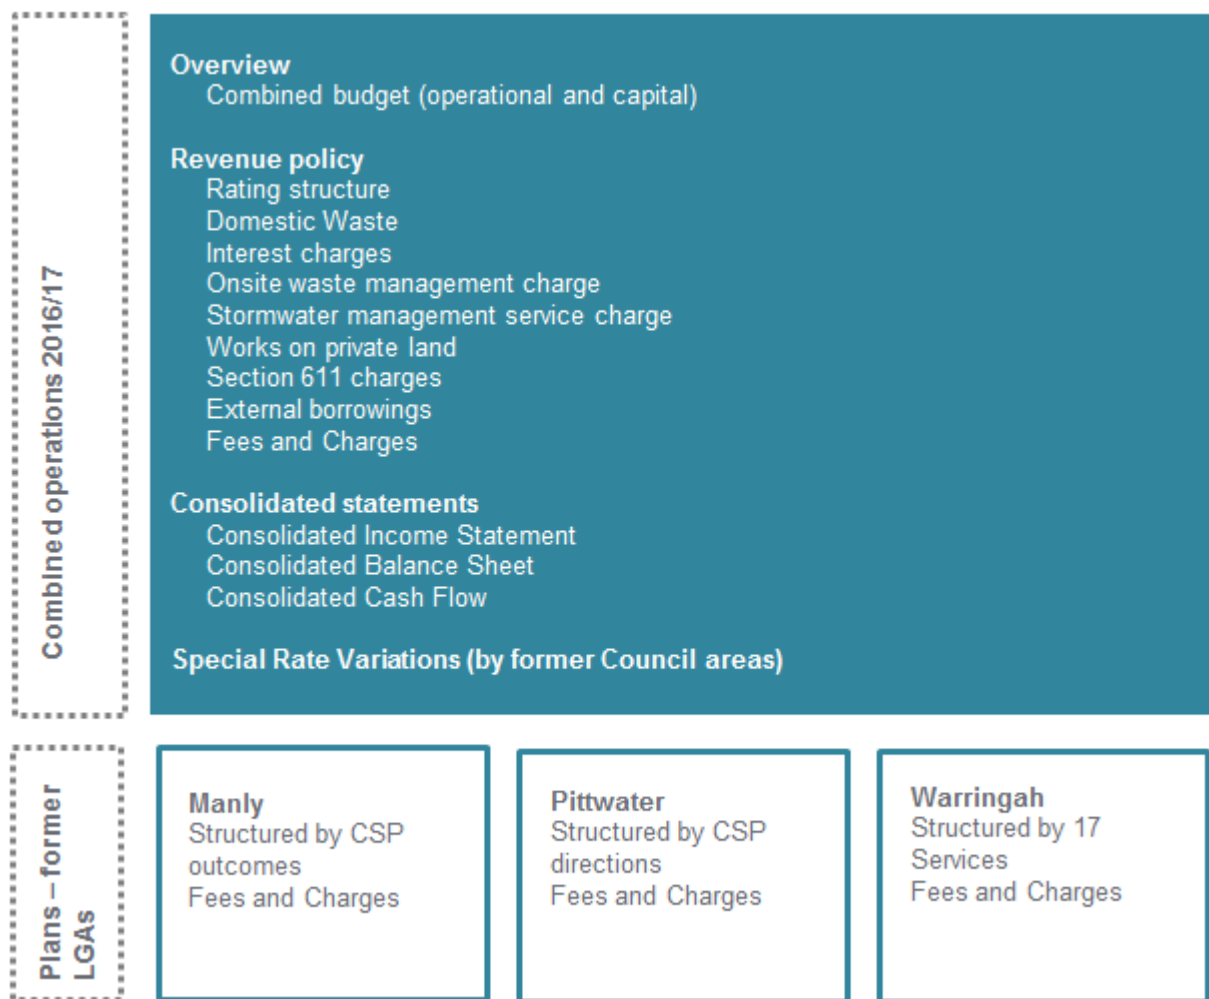 Combined operations 2016/17
Overview
Combined budget (operational and capital)
Revenue policy
Rating structure
Domestic Waste
Interest charges
Onsite waste management charge
Stormwater management service charge
Works on private land
Section 611 charges
External borrowings
Fees and Charges
Consolidated statements
Consolidated Income Statement
Consolidated Balance Sheet
Consolidated Cash Flow
Special Rate Variations (by former Council areas)
Plans – former
LGAs
Manly
Structured by CSP
outcomes
Fees and Charges
Pittwater
Structured by CSP
directions
Fees and Charges
Warringah
Structured by 17
Services
Fees and Charges